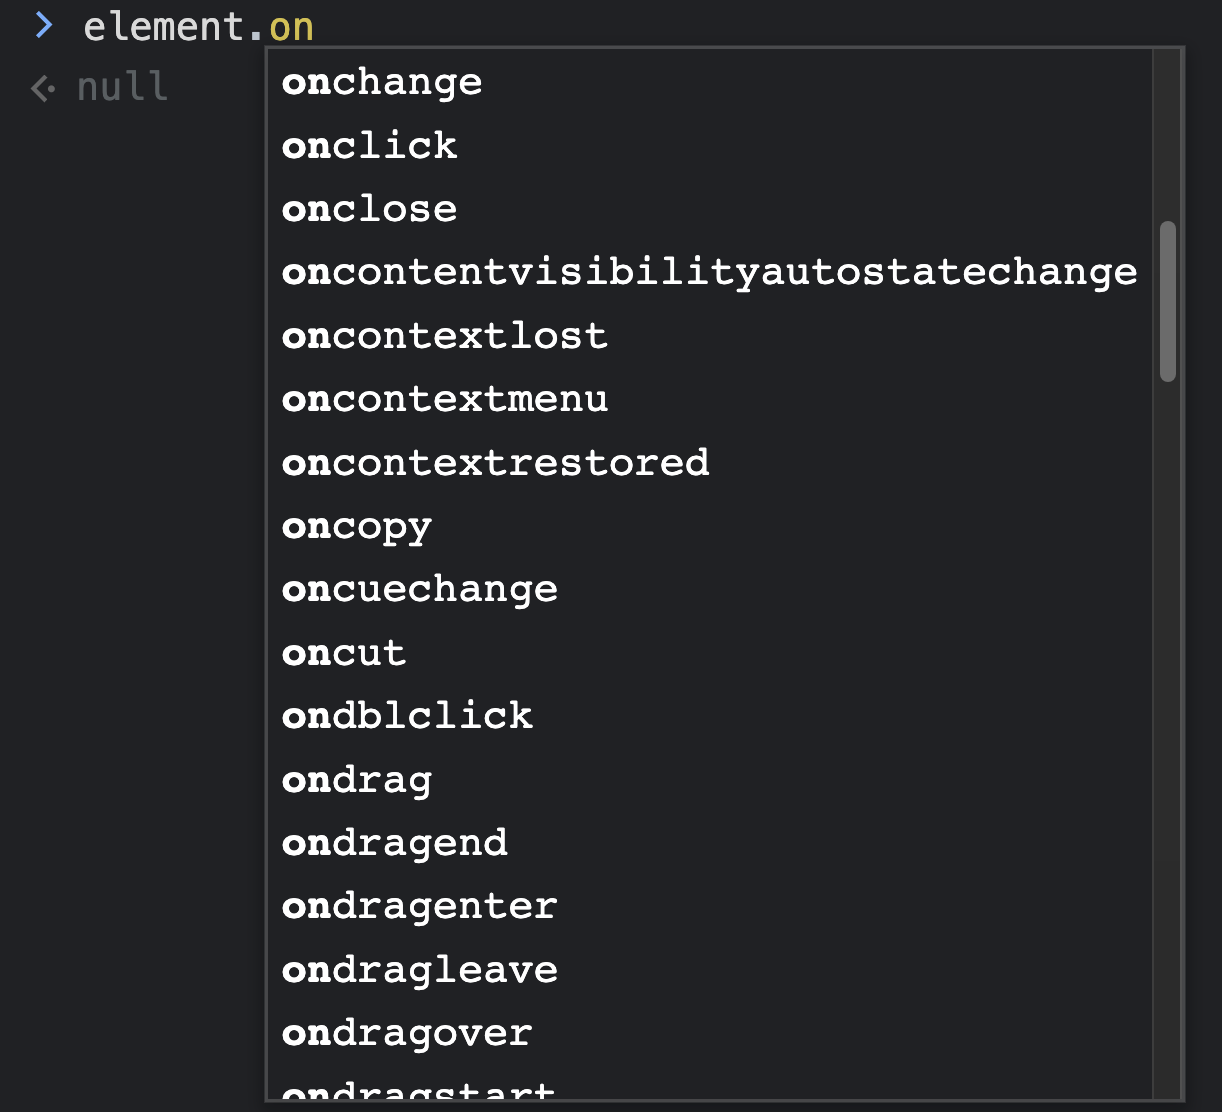 > element.on
null
onchange
onclick
onclose
oncontentvisibilityautostatechange
oncontextlost
oncontextmenu
oncontextrestored
oncopy
oncuechange
oncut
ondblclick
ondrag
ondragend
ondragenter
ondragleave
ondragover
ondragstart